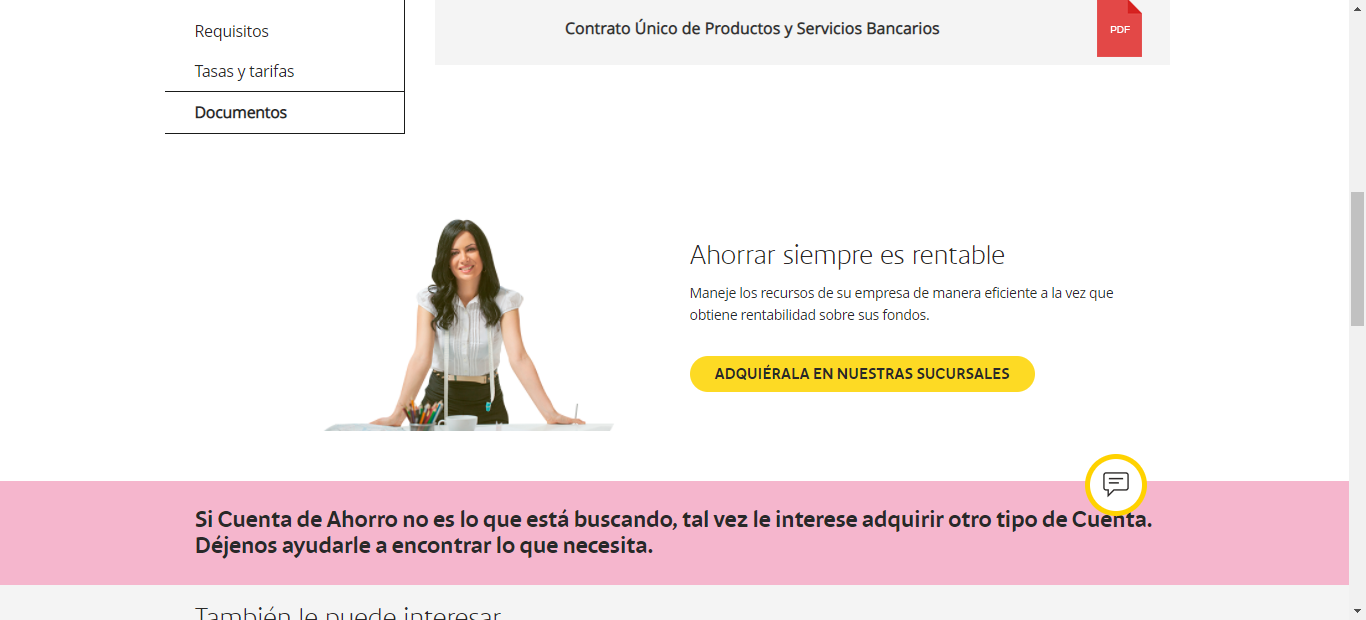 Requisitos
Tasas y tarifas
Documentos
Contrato Único de Productos y Servicios Bancarios
PDF
Ahorrar siempre es rentable
Maneje los recursos de su empresa de manera eficiente a la vez que
obtiene rentabilidad sobre sus fondos.
ADQUIÉRALA EN NUESTRAS SUCURSALES
Si Cuenta de Ahorro no es lo que está buscando, tal vez le interese adquirir otro tipo de Cuenta.
Déjenos ayudarle a encontrar lo que necesita.
También le puede interesar